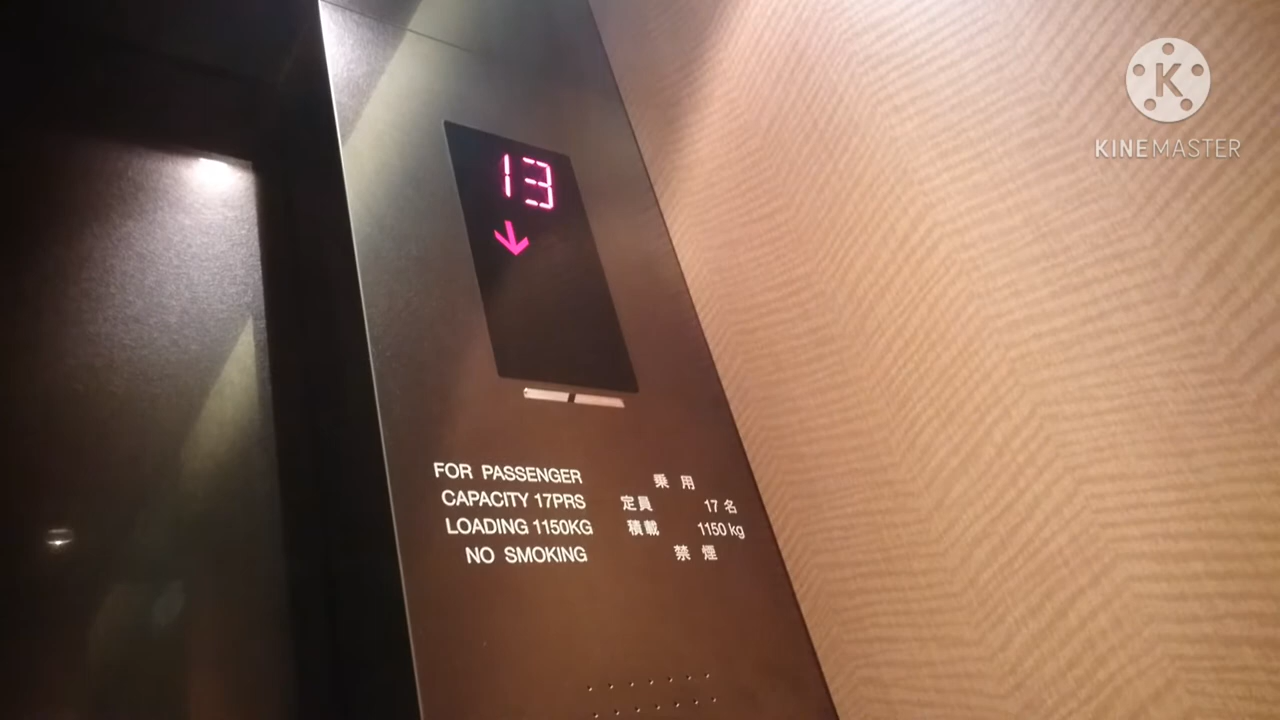 K
KINEMASTER
13
FOR PASSENGER 乗用
CAPACITY 17PRS 定員 17名
LOADING 1150KG 積載 1150kg
NO SMOKING 禁煙